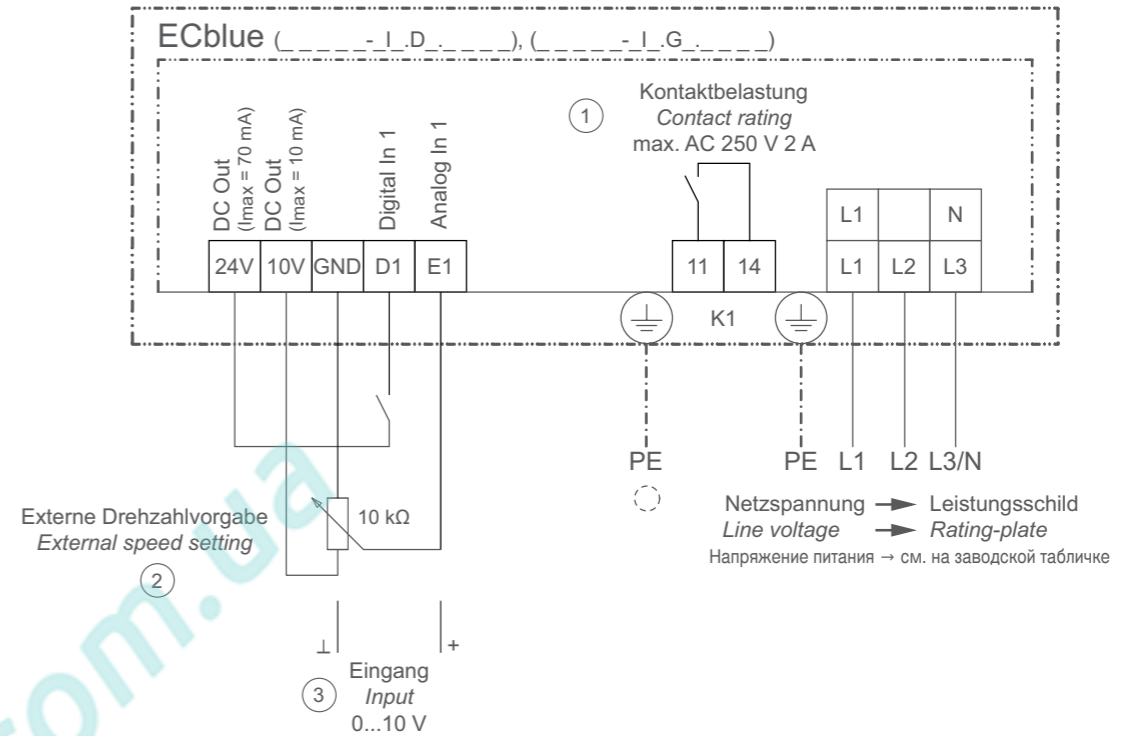 ECblue (_ _ _ _ _-_I_.D_._ _ _ _), (_ _ _ _ _-_I_.G_._ _ _ _)
1
Kontaktbelastung
Contact rating
max. AC 250 V 2 A
DC Out
(Imax = 70 mA)
DC Out
(Imax = 10 mA)
Digital In 1
Analog In 1
L1 N
24V 10V GND D1 E1
11 14
L1 L2 L3
K1
PE
PE L1 L2 L3/N
Netzspannung → Leistungsschild
Line voltage → Rating-plate
Напряжение питания → см. на заводской табличке
Externe Drehzahlvorgabe
External speed setting
2
10 kΩ
⊥ +
3
Eingang
Input
0...10 V
om.ua